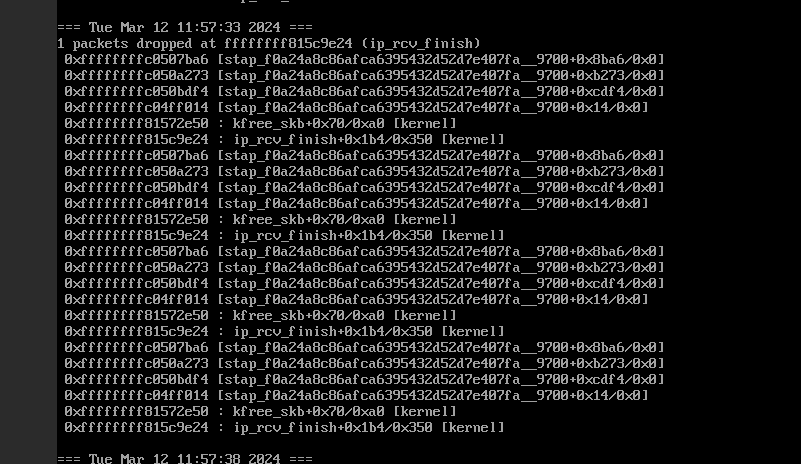 === Tue Mar 12 11:57:33 2024 ===
1 packets dropped at ffffffff815c9e24 (ip_rcv_finish)
0xffffffffc0507ba6 [stap_f0a24a8c86afca6395432d52d7e407fa__9700+0x8ba6/0x0]
0xffffffffc050a273 [stap_f0a24a8c86afca6395432d52d7e407fa__9700+0xb273/0x0]
0xffffffffc050bdf4 [stap_f0a24a8c86afca6395432d52d7e407fa__9700+0xcdf4/0x0]
0xffffffffc04ff014 [stap_f0a24a8c86afca6395432d52d7e407fa__9700+0x14/0x0]
0xffffffff81572e50 : kfree_skb+0x70/0xa0 [kernel]
0xffffffff815c9e24 : ip_rcv_finish+0x1b4/0x350 [kernel]
0xffffffffc0507ba6 [stap_f0a24a8c86afca6395432d52d7e407fa__9700+0x8ba6/0x0]
0xffffffffc050a273 [stap_f0a24a8c86afca6395432d52d7e407fa__9700+0xb273/0x0]
0xffffffffc050bdf4 [stap_f0a24a8c86afca6395432d52d7e407fa__9700+0xcdf4/0x0]
0xffffffffc04ff014 [stap_f0a24a8c86afca6395432d52d7e407fa__9700+0x14/0x0]
0xffffffff81572e50 : kfree_skb+0x70/0xa0 [kernel]
0xffffffff815c9e24 : ip_rcv_finish+0x1b4/0x350 [kernel]
0xffffffffc0507ba6 [stap_f0a24a8c86afca6395432d52d7e407fa__9700+0x8ba6/0x0]
0xffffffffc050a273 [stap_f0a24a8c86afca6395432d52d7e407fa__9700+0xb273/0x0]
0xffffffffc050bdf4 [stap_f0a24a8c86afca6395432d52d7e407fa__9700+0xcdf4/0x0]
0xffffffffc04ff014 [stap_f0a24a8c86afca6395432d52d7e407fa__9700+0x14/0x0]
0xffffffff81572e50 : kfree_skb+0x70/0xa0 [kernel]
0xffffffff815c9e24 : ip_rcv_finish+0x1b4/0x350 [kernel]
0xffffffffc0507ba6 [stap_f0a24a8c86afca6395432d52d7e407fa__9700+0x8ba6/0x0]
0xffffffffc050a273 [stap_f0a24a8c86afca6395432d52d7e407fa__9700+0xb273/0x0]
0xffffffffc050bdf4 [stap_f0a24a8c86afca6395432d52d7e407fa__9700+0xcdf4/0x0]
0xffffffffc04ff014 [stap_f0a24a8c86afca6395432d52d7e407fa__9700+0x14/0x0]
0xffffffff81572e50 : kfree_skb+0x70/0xa0 [kernel]
0xffffffff815c9e24 : ip_rcv_finish+0x1b4/0x350 [kernel]
=== Tue Mar 12 11:57:38 2024 ===